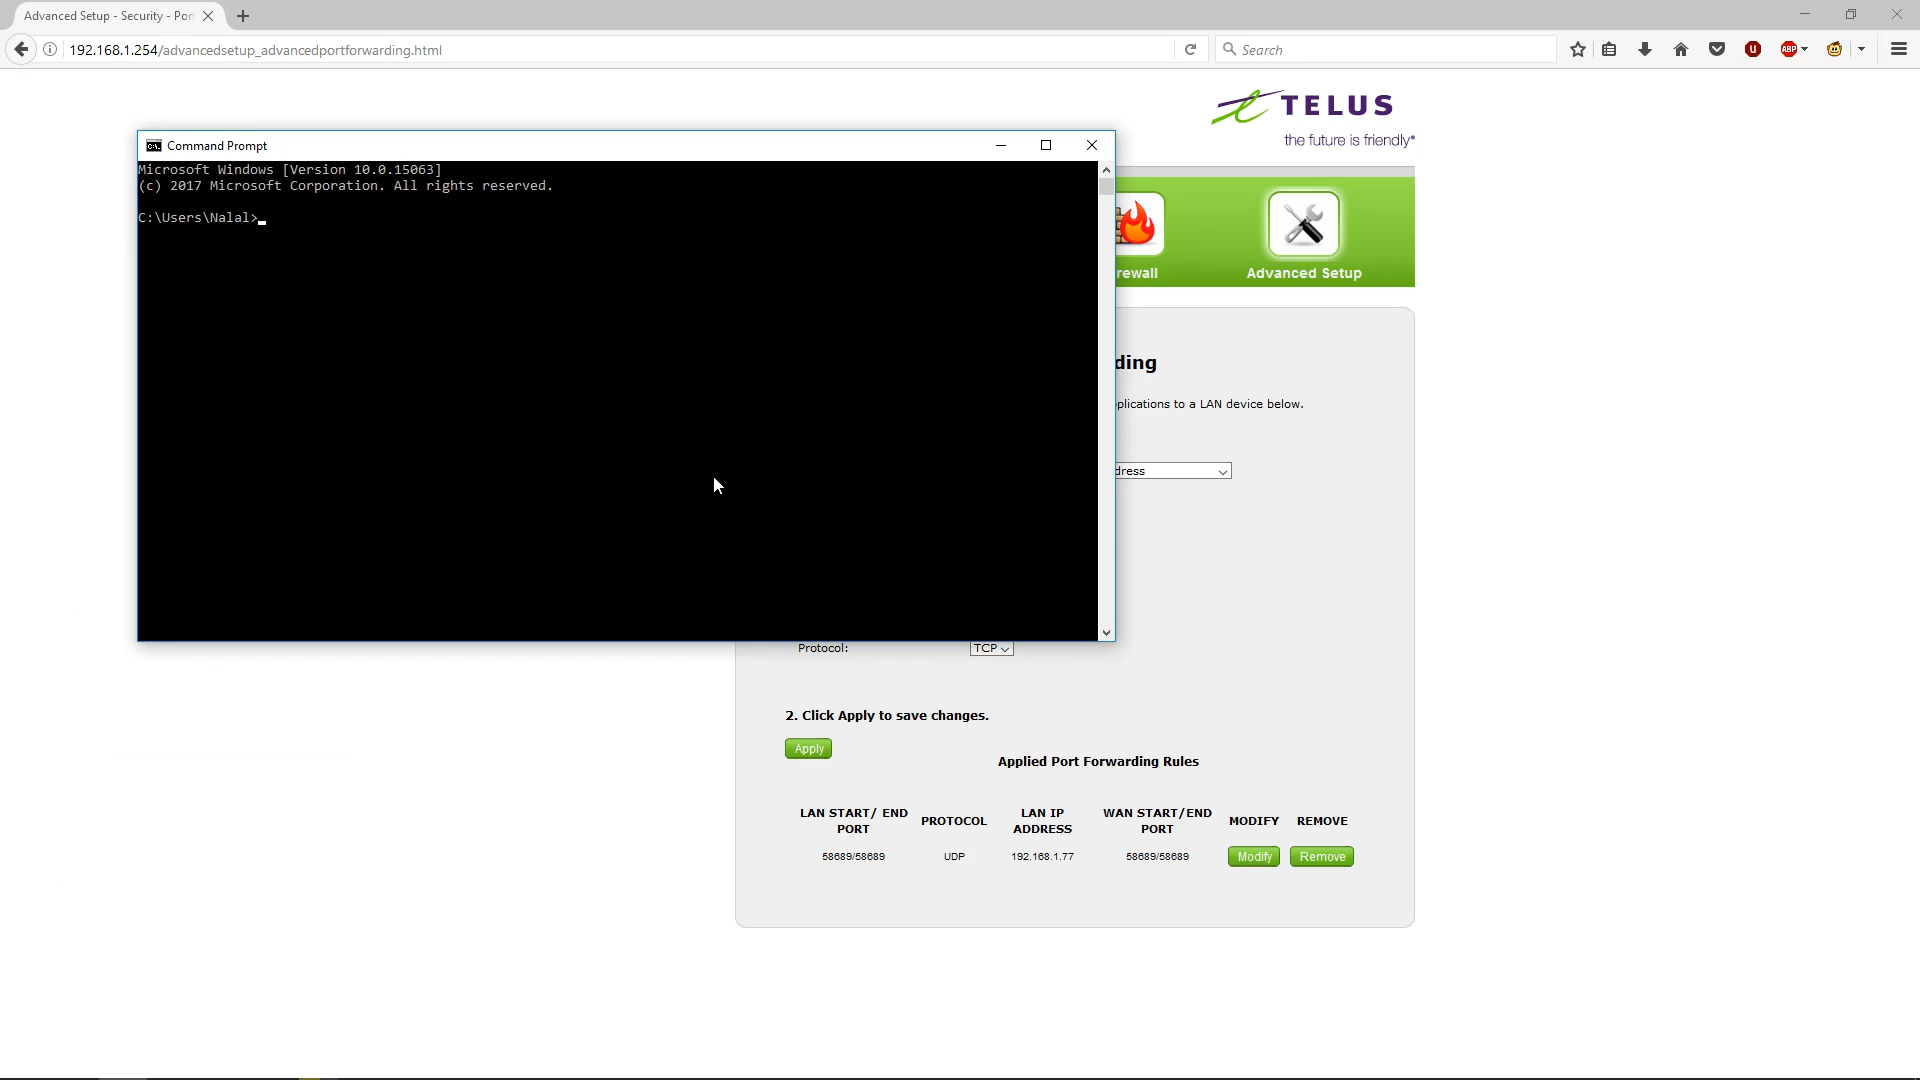 Advanced Setup - Security - Por
192.168.1.254/advancedsetup_advancedportforwarding.html
Search
ABP
TELUS
the future is friendly®
Command Prompt
Microsoft Windows [Version 10.0.15063]
(c) 2017 Microsoft Corporation. All rights reserved.
C:\Users\Nalal>
rewall
Advanced Setup
ding
plications to a LAN device below.
dress
Protocol:
TCP
2. Click Apply to save changes.
Apply
Applied Port Forwarding Rules
LAN START/ END PORT
PROTOCOL
LAN IP ADDRESS
WAN START/END PORT
MODIFY
REMOVE
58689/58689
UDP
192.168.1.77
58689/58689
Modify
Remove